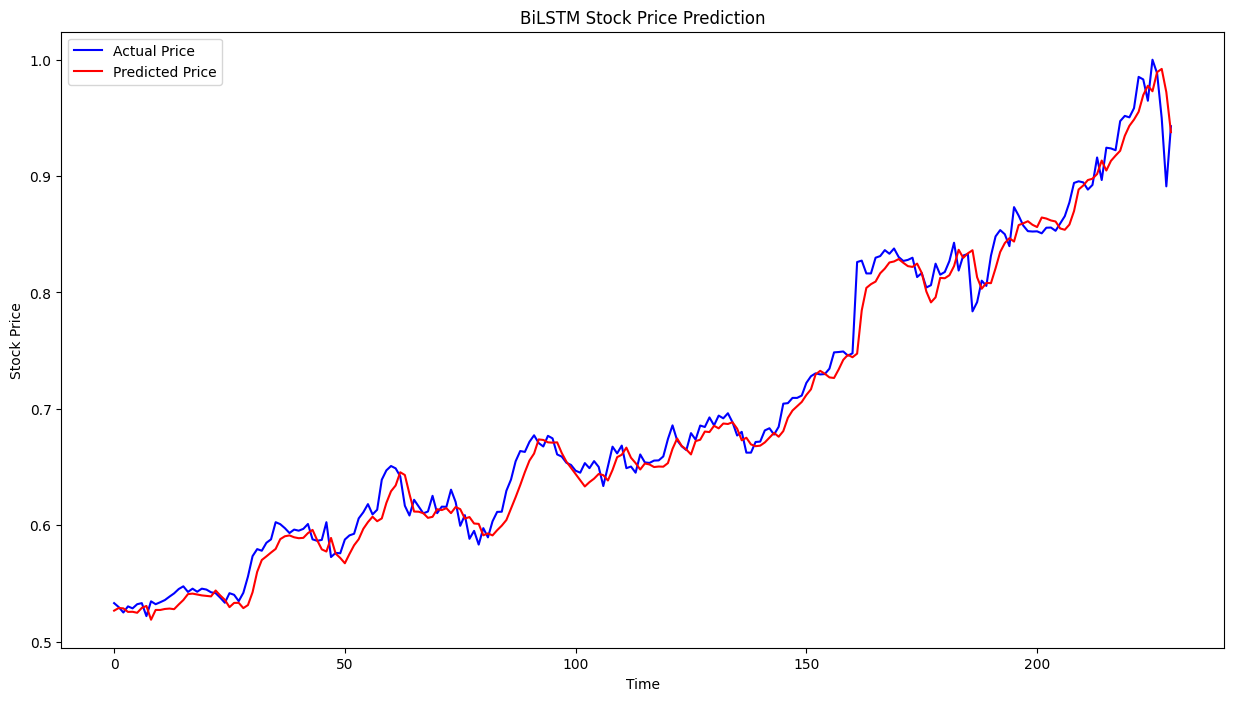 BiLSTM Stock Price Prediction
Actual Price
Predicted Price
Stock Price
1.0
0.9
0.8
0.7
0.6
0.5
0
50
100
150
200
Time